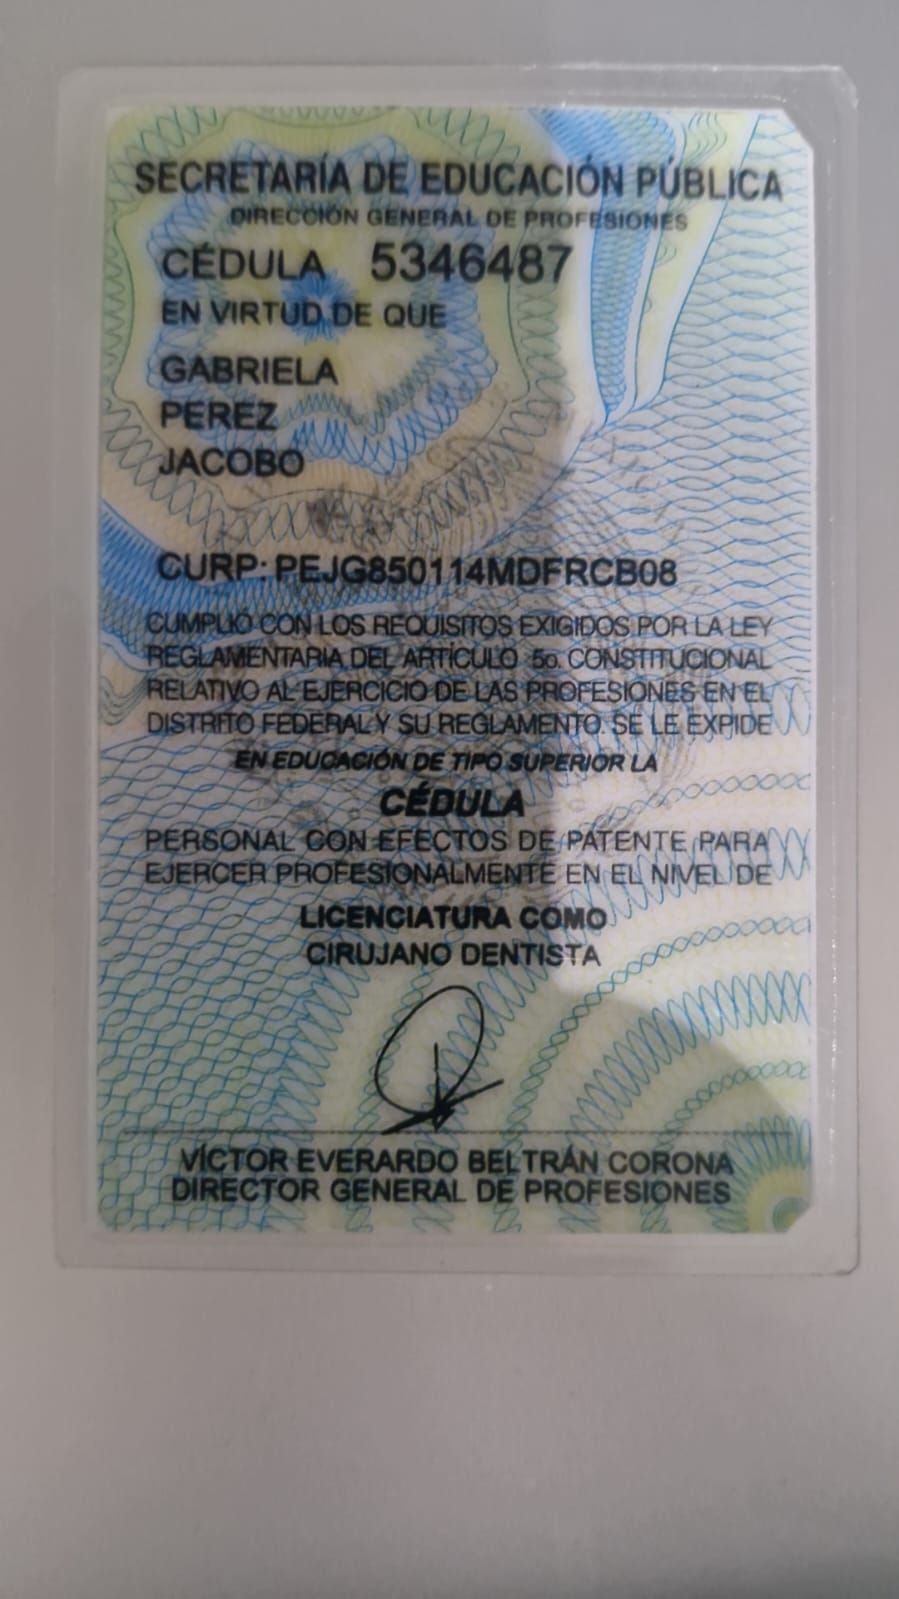 SECRETARÍA DE EDUCACIÓN PÚBLICA
DIRECCIÓN GENERAL DE PROFESIONES
CÉDULA 5346487
EN VIRTUD DE QUE
GABRIELA
PEREZ
JACOBO
CURP: PEJG850114MDFRCB08
CUMPLIO CON LOS REQUISITOS EXIGIDOS POR LA LEY
REGLAMENTARIA DEL ARTÍCULO 5o. CONSTITUCIONAL
RELATIVO AL EJERCICIO DE LAS PROFESIONES EN EL
DISTRITO FEDERAL Y SU REGLAMENTO. SE LE EXPIDE
EN EDUCACIÓN DE TIPO SUPERIOR LA
CÉDULA
PERSONAL CON EFECTOS DE PATENTE PARA
EJERCER PROFESIONALMENTE EN EL NIVEL DE
LICENCIATURA COMO
CIRUJANO DENTISTA
VÍCTOR EVERARDO BELTRÁN CORONA
DIRECTOR GENERAL DE PROFESIONES